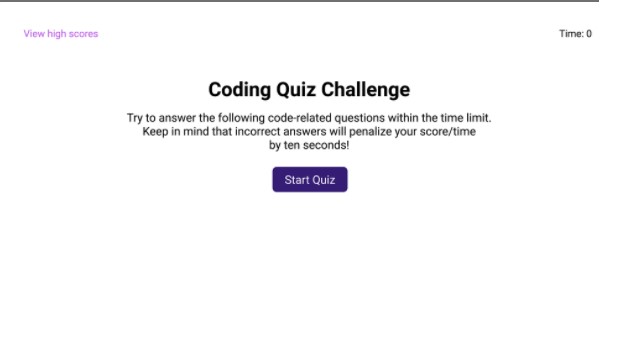 View high scores
Time: 0
Coding Quiz Challenge
Try to answer the following code-related questions within the time limit.
Keep in mind that incorrect answers will penalize your score/time
by ten seconds!
Start Quiz